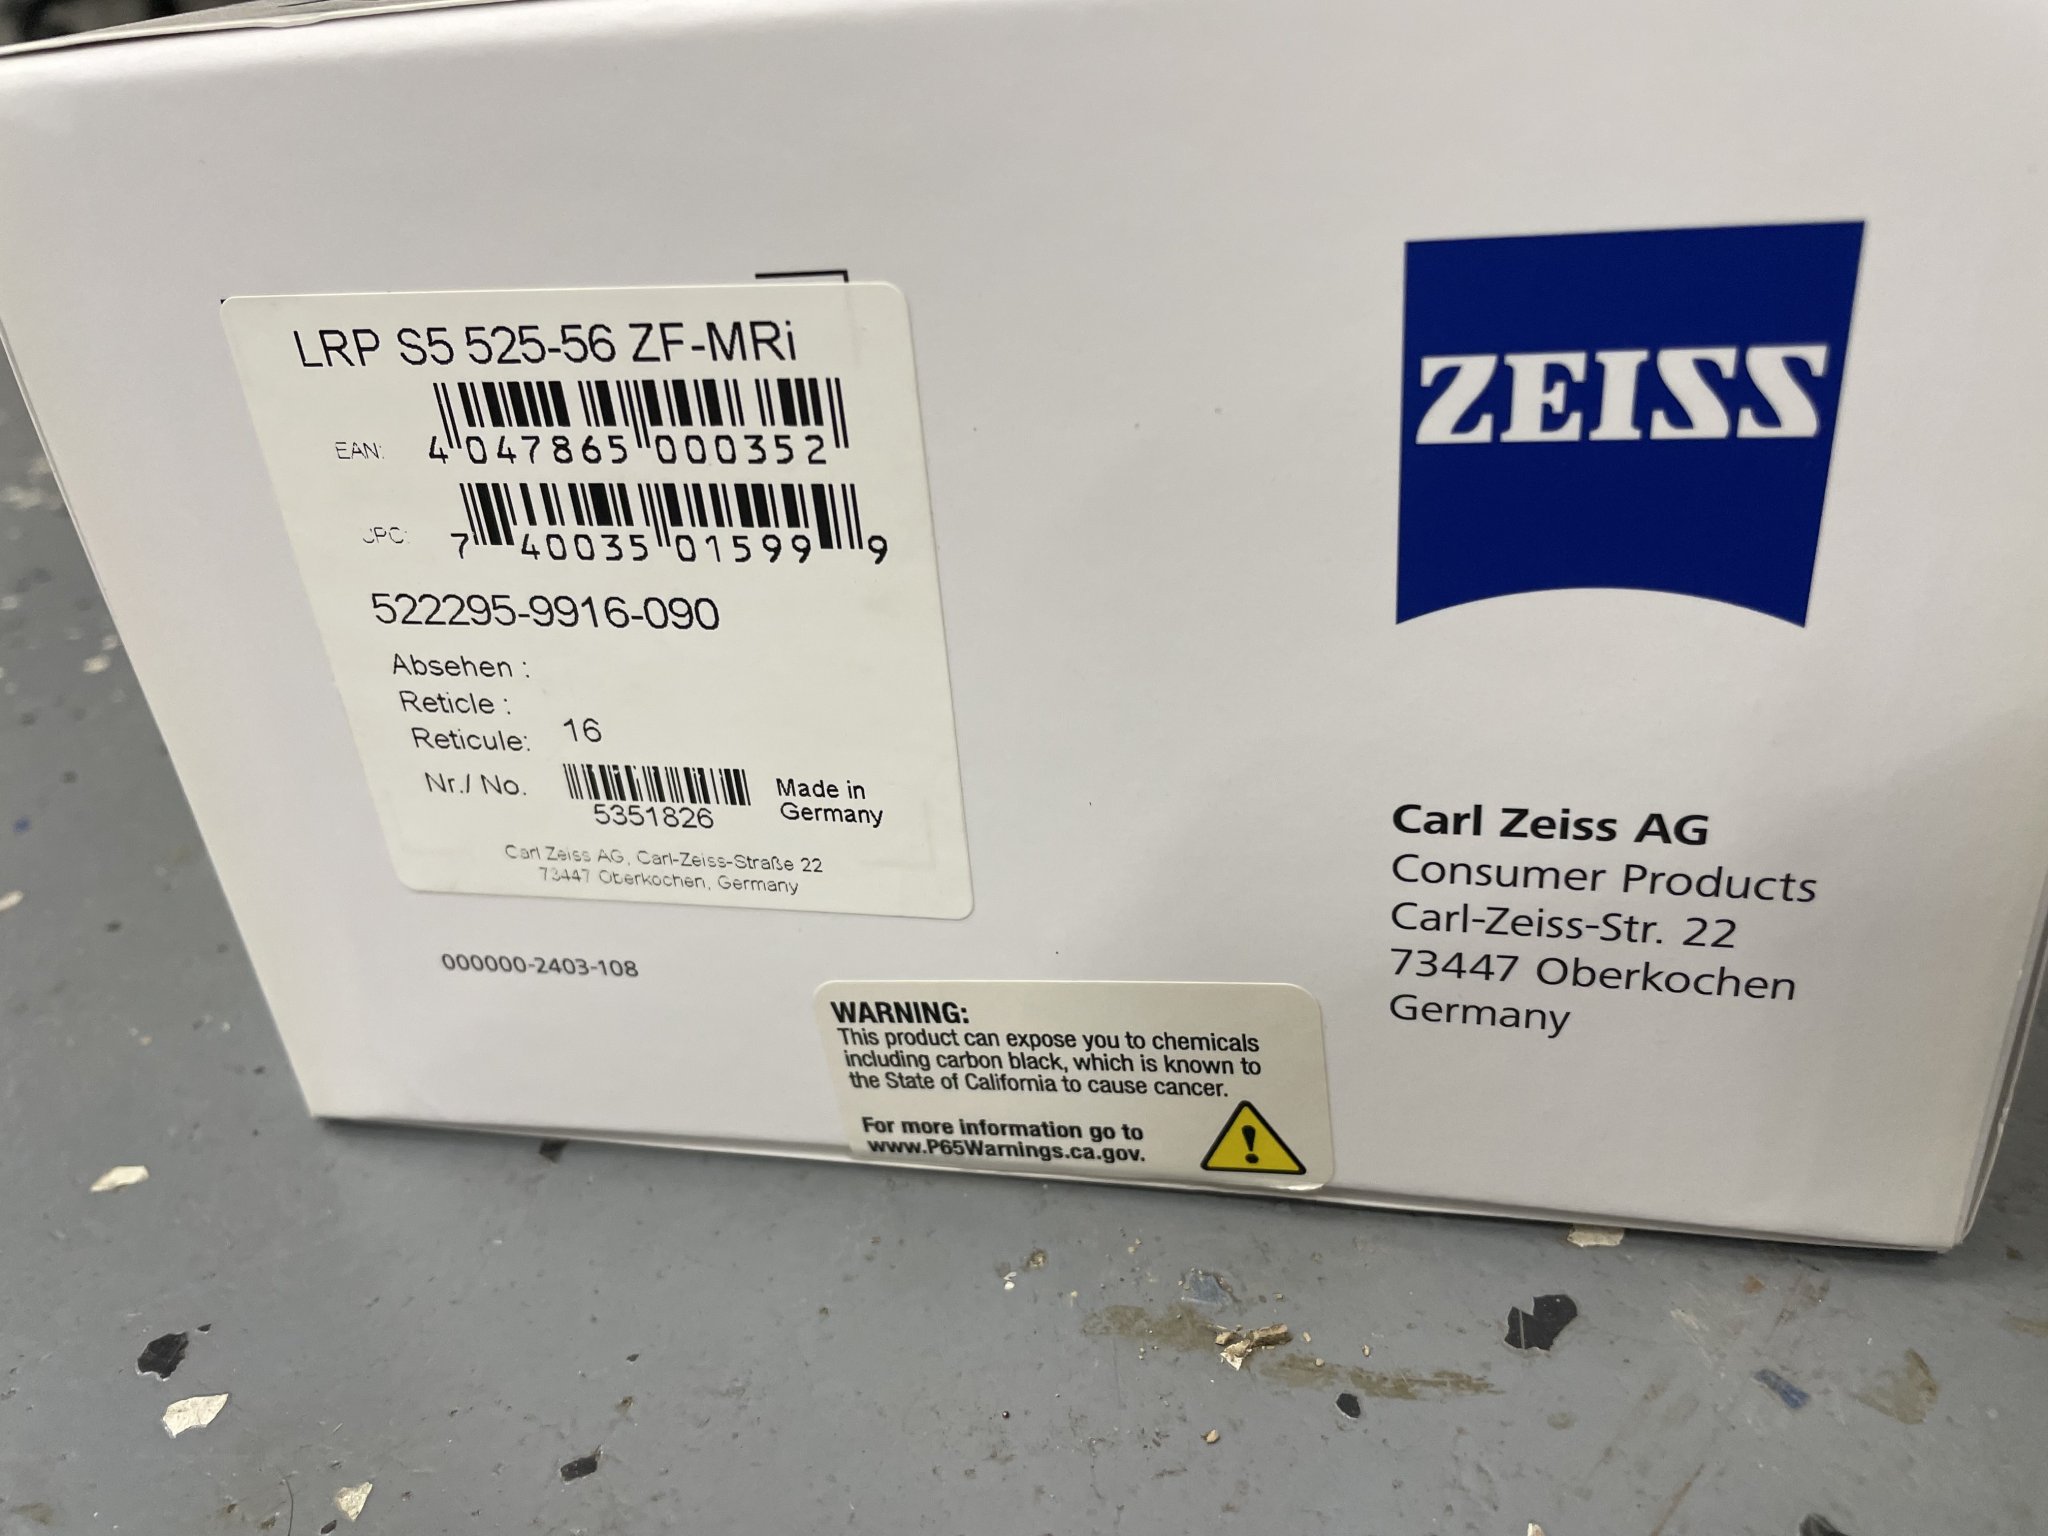 LRP S5 525-56 ZF-MRi
EAN: 4 047865 000352
UPC: 7 40035 01599 9
522295-9916-090
Absehen :
Reticle :
Reticule: 16
Nr./ No. 5351826
Made in
Germany
Carl Zeiss AG, Carl-Zeiss-Straße 22
73447 Oberkochen, Germany
000000-2403-108
ZEISS
Carl Zeiss AG
Consumer Products
Carl-Zeiss-Str. 22
73447 Oberkochen
Germany
WARNING:
This product can expose you to chemicals
including carbon black, which is known to
the State of California to cause cancer.
For more information go to
www.P65Warnings.ca.gov.